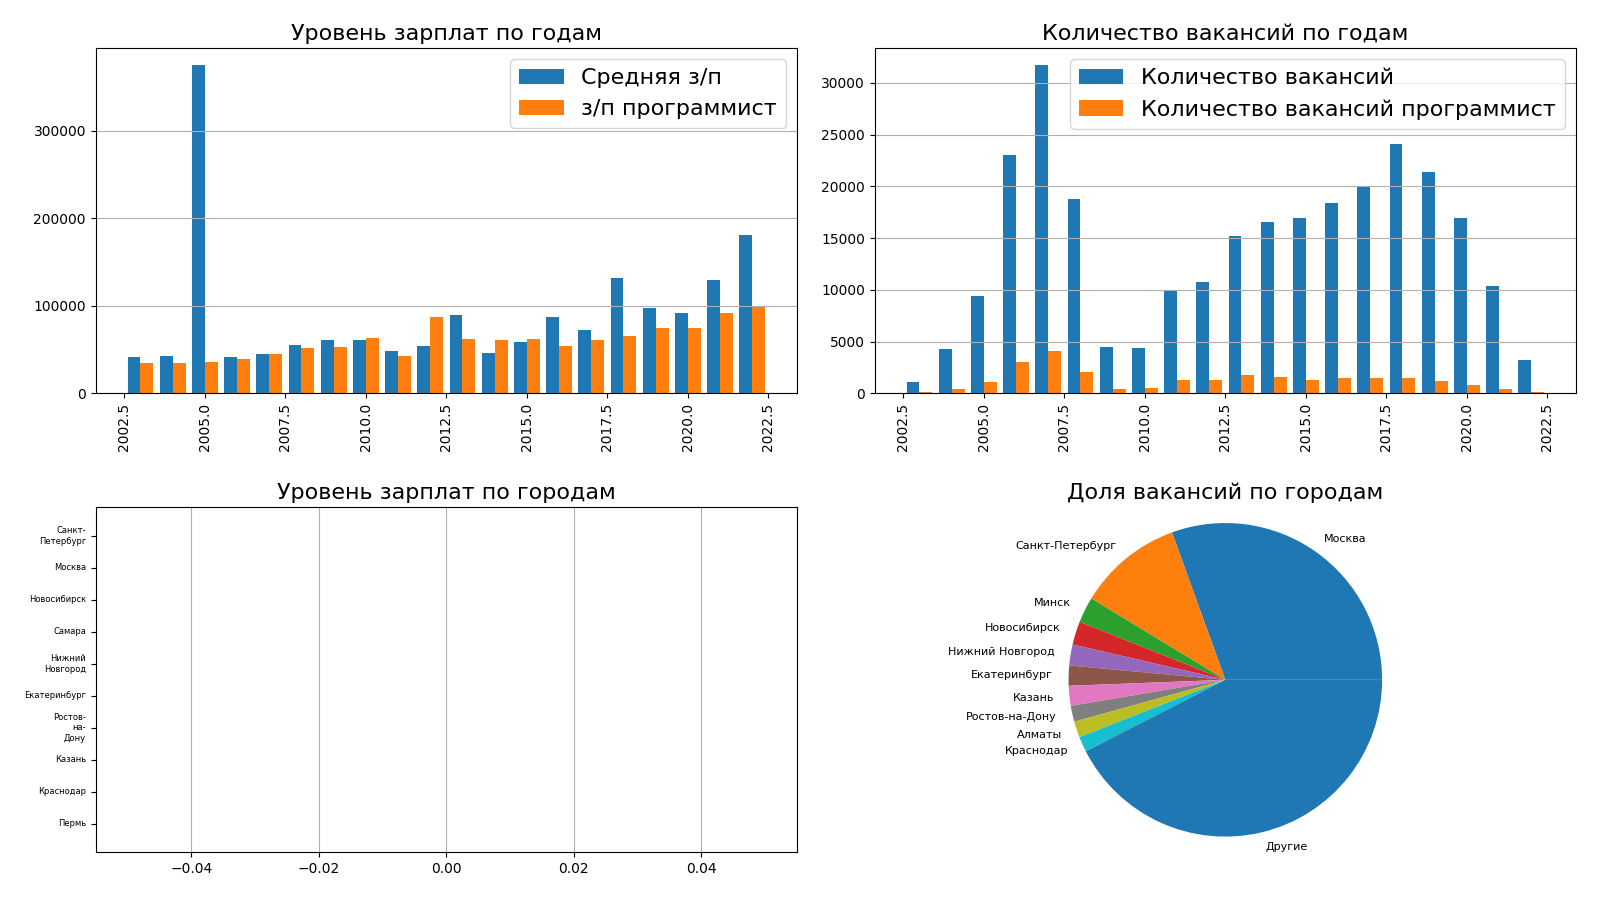 Уровень зарплат по годам
Средняя з/п
з/п программист
300000
200000
100000
0
2002.5
2005.0
2007.5
2010.0
2012.5
2015.0
2017.5
2020.0
2022.5
Количество вакансий по годам
Количество вакансий
Количество вакансий программист
30000
25000
20000
15000
10000
5000
0
2002.5
2005.0
2007.5
2010.0
2012.5
2015.0
2017.5
2020.0
2022.5
Уровень зарплат по городам
Санкт-
Петербург
Москва
Новосибирск
Самара
Нижний
Новгород
Екатеринбург
Ростов-
на-
Дону
Казань
Краснодар
Пермь
−0.04
−0.02
0.00
0.02
0.04
Доля вакансий по городам
Москва
Санкт-Петербург
Минск
Новосибирск
Нижний Новгород
Екатеринбург
Казань
Ростов-на-Дону
Алматы
Краснодар
Другие